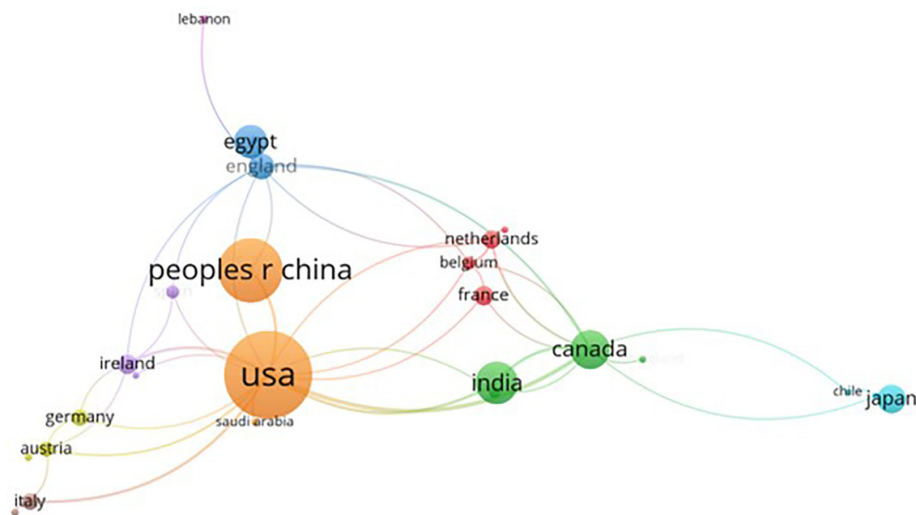 lebanon
egypt
england
netherlands
belgium
peoples r china
spain
france
canada
ireland
usa
india
chile
japan
germany
saudi arabia
austria
italy